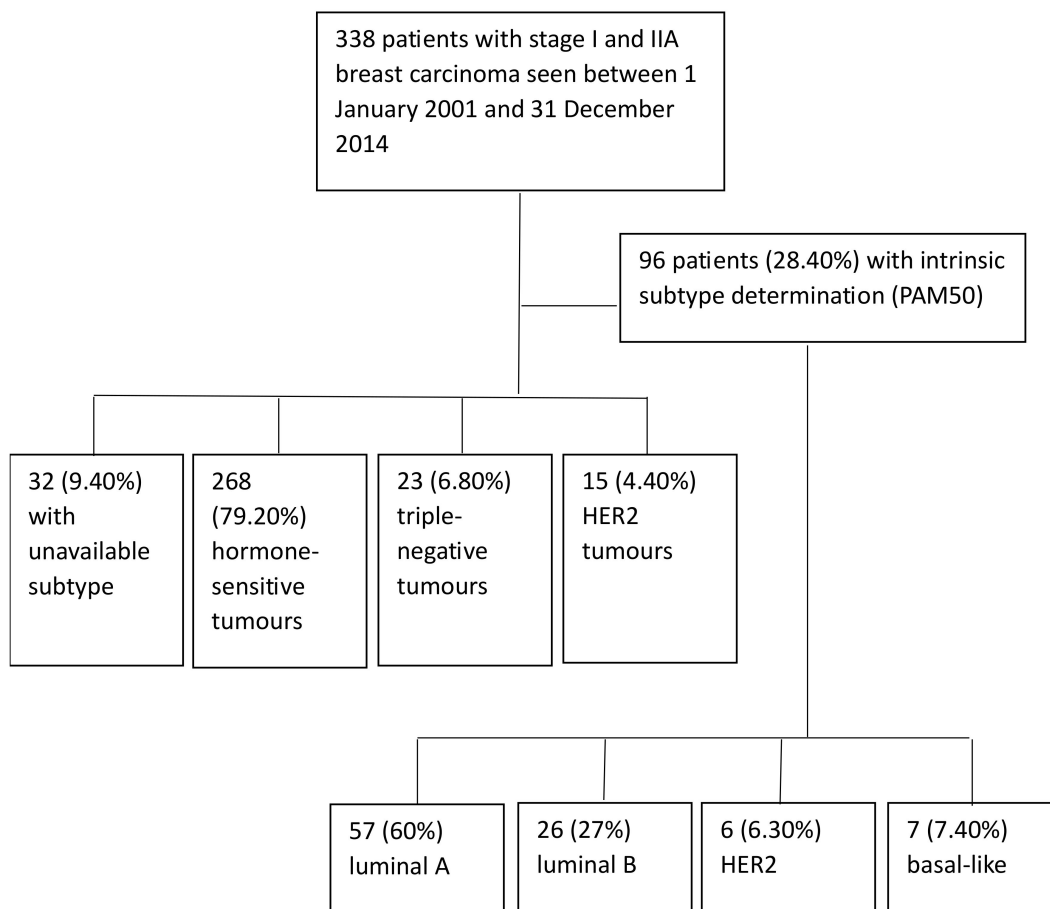 338 patients with stage I and IIA
breast carcinoma seen between 1
January 2001 and 31 December
2014
96 patients (28.40%) with intrinsic
subtype determination (PAM50)
32 (9.40%)
with
unavailable
subtype
268
(79.20%)
hormone-
sensitive
tumours
23 (6.80%)
triple-
negative
tumours
15 (4.40%)
HER2
tumours
57 (60%)
luminal A
26 (27%)
luminal B
6 (6.30%)
HER2
7 (7.40%)
basal-like